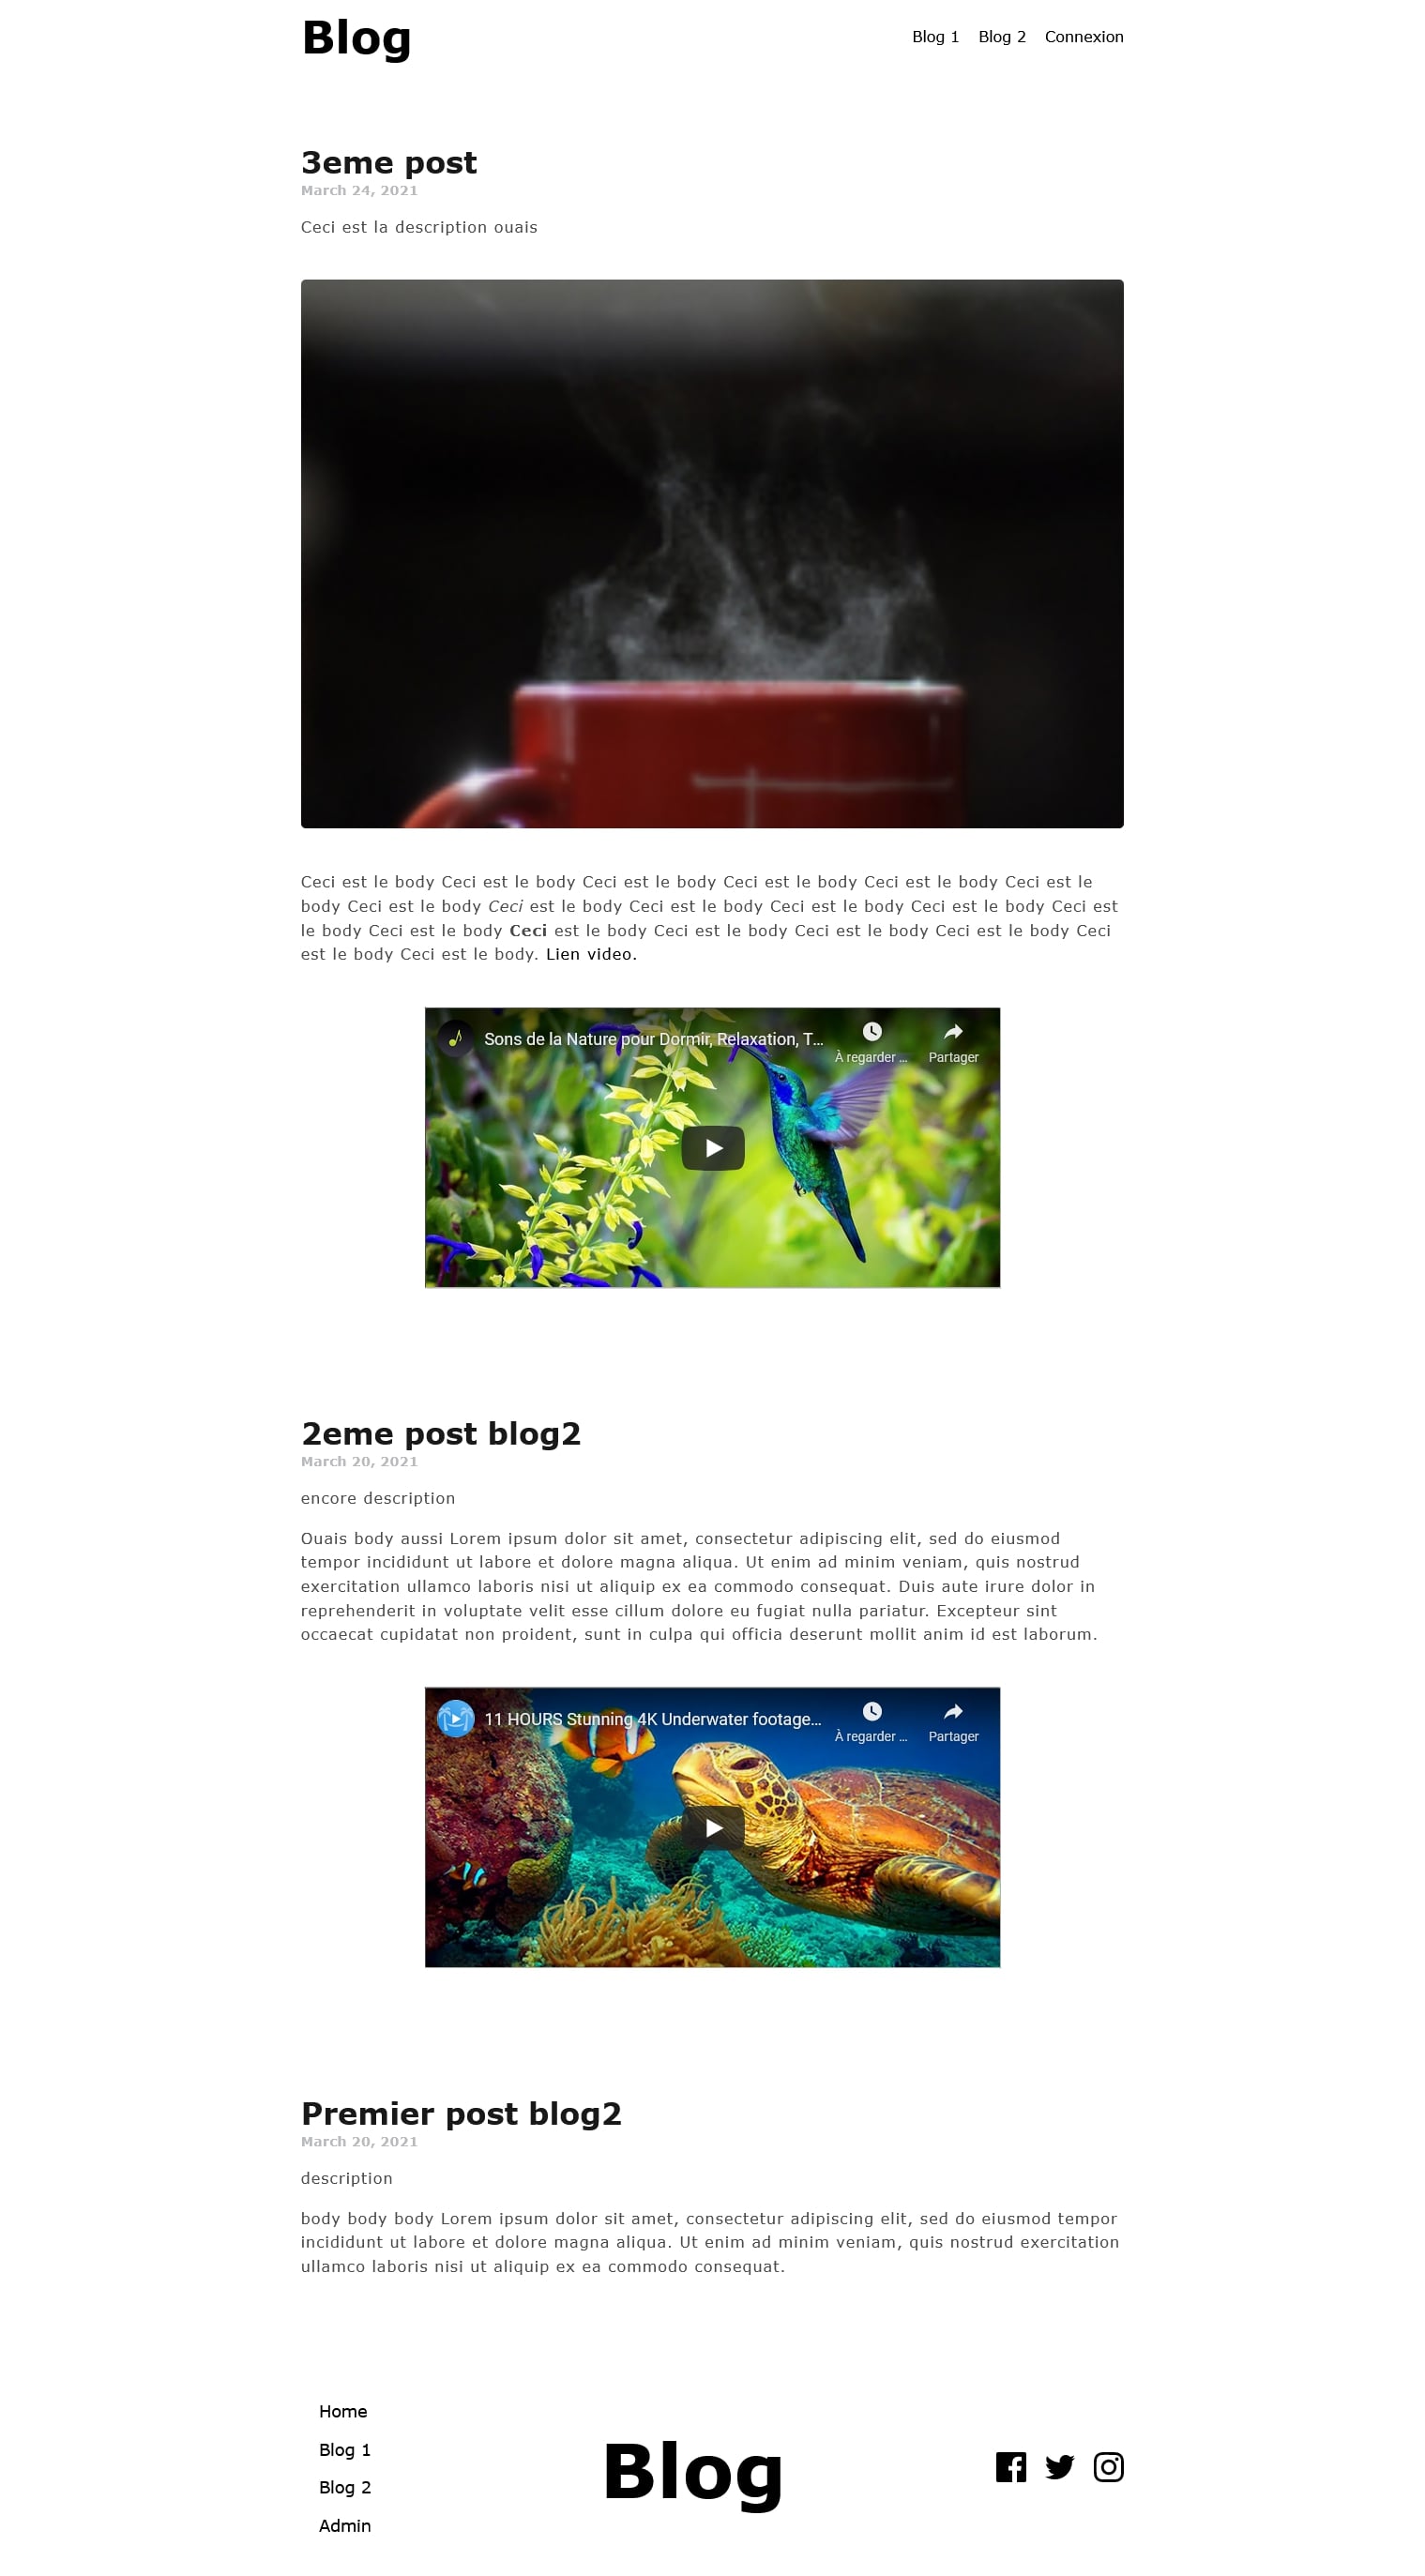 Blog
Blog 1 Blog 2 Connexion
3eme post
March 24, 2021
Ceci est la description ouais
Ceci est le body Ceci est le body Ceci est le body Ceci est le body Ceci est le body Ceci est le
body Ceci est le body Ceci est le body Ceci est le body Ceci est le body Ceci est le body Ceci est
le body Ceci est le body Ceci est le body Ceci est le body Ceci est le body Ceci est le body Ceci
est le body Ceci est le body. Lien video.
Sons de la Nature pour Dormir, Relaxation, T...
À regarder ... Partager
2eme post blog2
March 20, 2021
encore description
Ouais body aussi Lorem ipsum dolor sit amet, consectetur adipiscing elit, sed do eiusmod
tempor incididunt ut labore et dolore magna aliqua. Ut enim ad minim veniam, quis nostrud
exercitation ullamco laboris nisi ut aliquip ex ea commodo consequat. Duis aute irure dolor in
reprehenderit in voluptate velit esse cillum dolore eu fugiat nulla pariatur. Excepteur sint
occaecat cupidatat non proident, sunt in culpa qui officia deserunt mollit anim id est laborum.
11 HOURS Stunning 4K Underwater footage...
À regarder ... Partager
Premier post blog2
March 20, 2021
description
body body body Lorem ipsum dolor sit amet, consectetur adipiscing elit, sed do eiusmod tempor
incididunt ut labore et dolore magna aliqua. Ut enim ad minim veniam, quis nostrud exercitation
ullamco laboris nisi ut aliquip ex ea commodo consequat.
Home
Blog 1
Blog 2
Admin
Blog